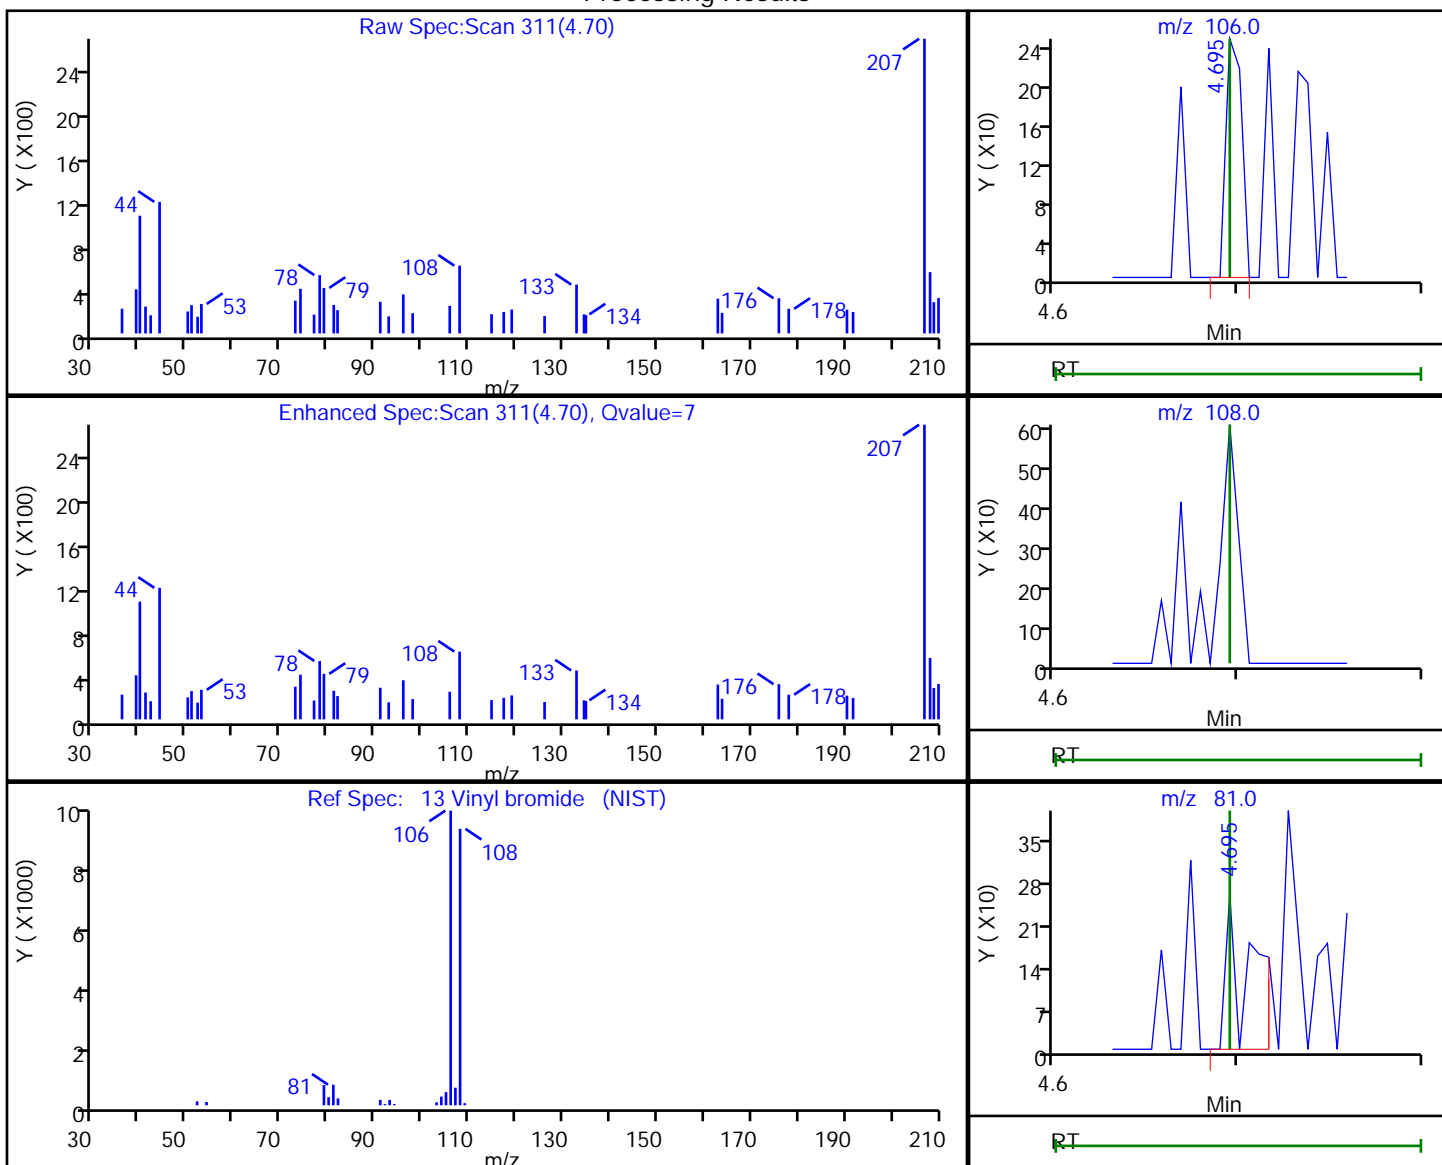 Processing Results
Raw Spec:Scan 311(4.70)
Y ( X100)
24
20
16
12
8
4
0
207
44
53
78
79
108
133
134
176
178
30 50 70 90 110 130 150 170 190 210
m/z
m/z 106.0
Y ( X10)
24
20
16
12
8
4
0
4.695
4.6
Min
RT
Enhanced Spec:Scan 311(4.70), Qvalue=7
Y ( X100)
24
20
16
12
8
4
0
207
44
53
78
79
108
133
134
176
178
30 50 70 90 110 130 150 170 190 210
m/z
m/z 108.0
Y ( X10)
60
50
40
30
20
10
0
4.6
Min
RT
Ref Spec: 13 Vinyl bromide (NIST)
Y ( X1000)
10
8
6
4
2
0
106
108
81
30 50 70 90 110 130 150 170 190 210
m/z
m/z 81.0
Y ( X10)
35
28
21
14
7
0
4.695
4.6
Min
RT